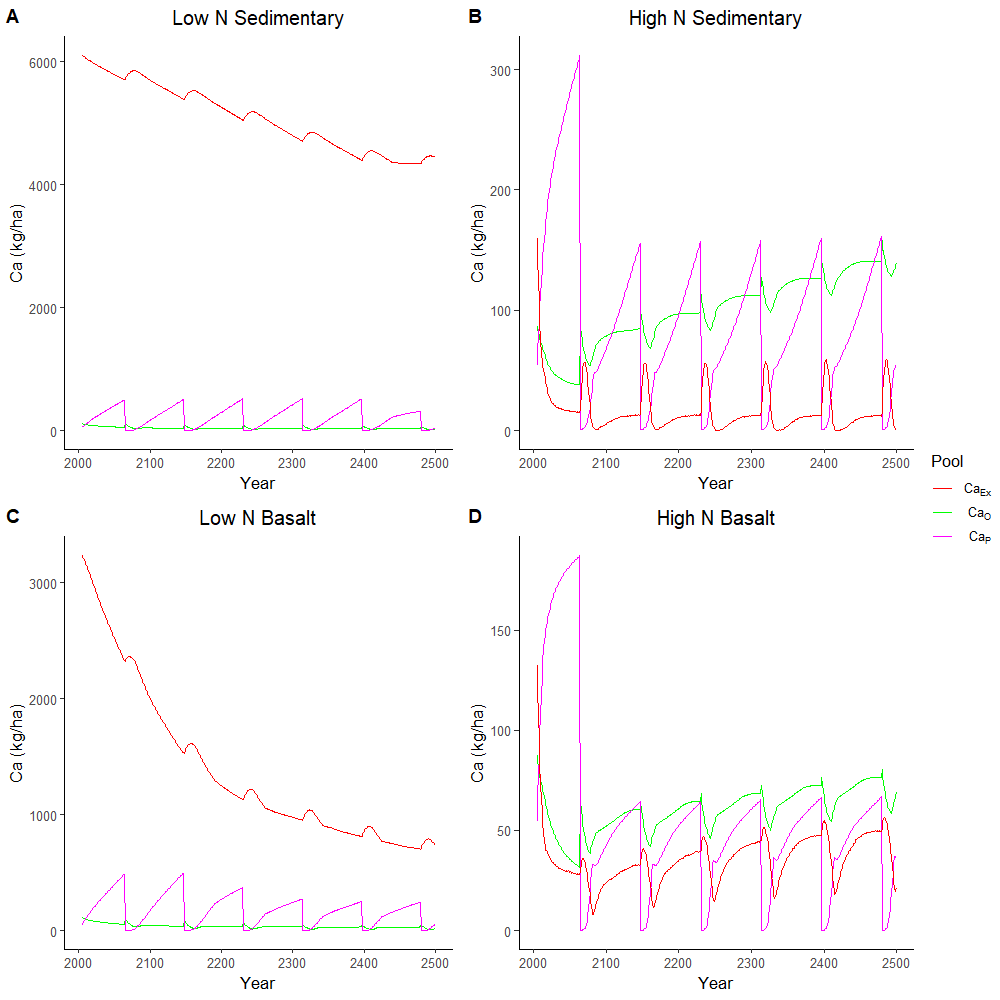 A Low N Sedimentary
6000
4000
2000
0
Ca (kg/ha)
2000 2100 2200 2300 2400 2500
Year
B High N Sedimentary
300
200
100
0
Ca (kg/ha)
2000 2100 2200 2300 2400 2500
Year
C Low N Basalt
3000
2000
1000
0
Ca (kg/ha)
2000 2100 2200 2300 2400 2500
Year
D High N Basalt
150
100
50
0
Ca (kg/ha)
2000 2100 2200 2300 2400 2500
Year
Pool
CaEx
CaO
CaP